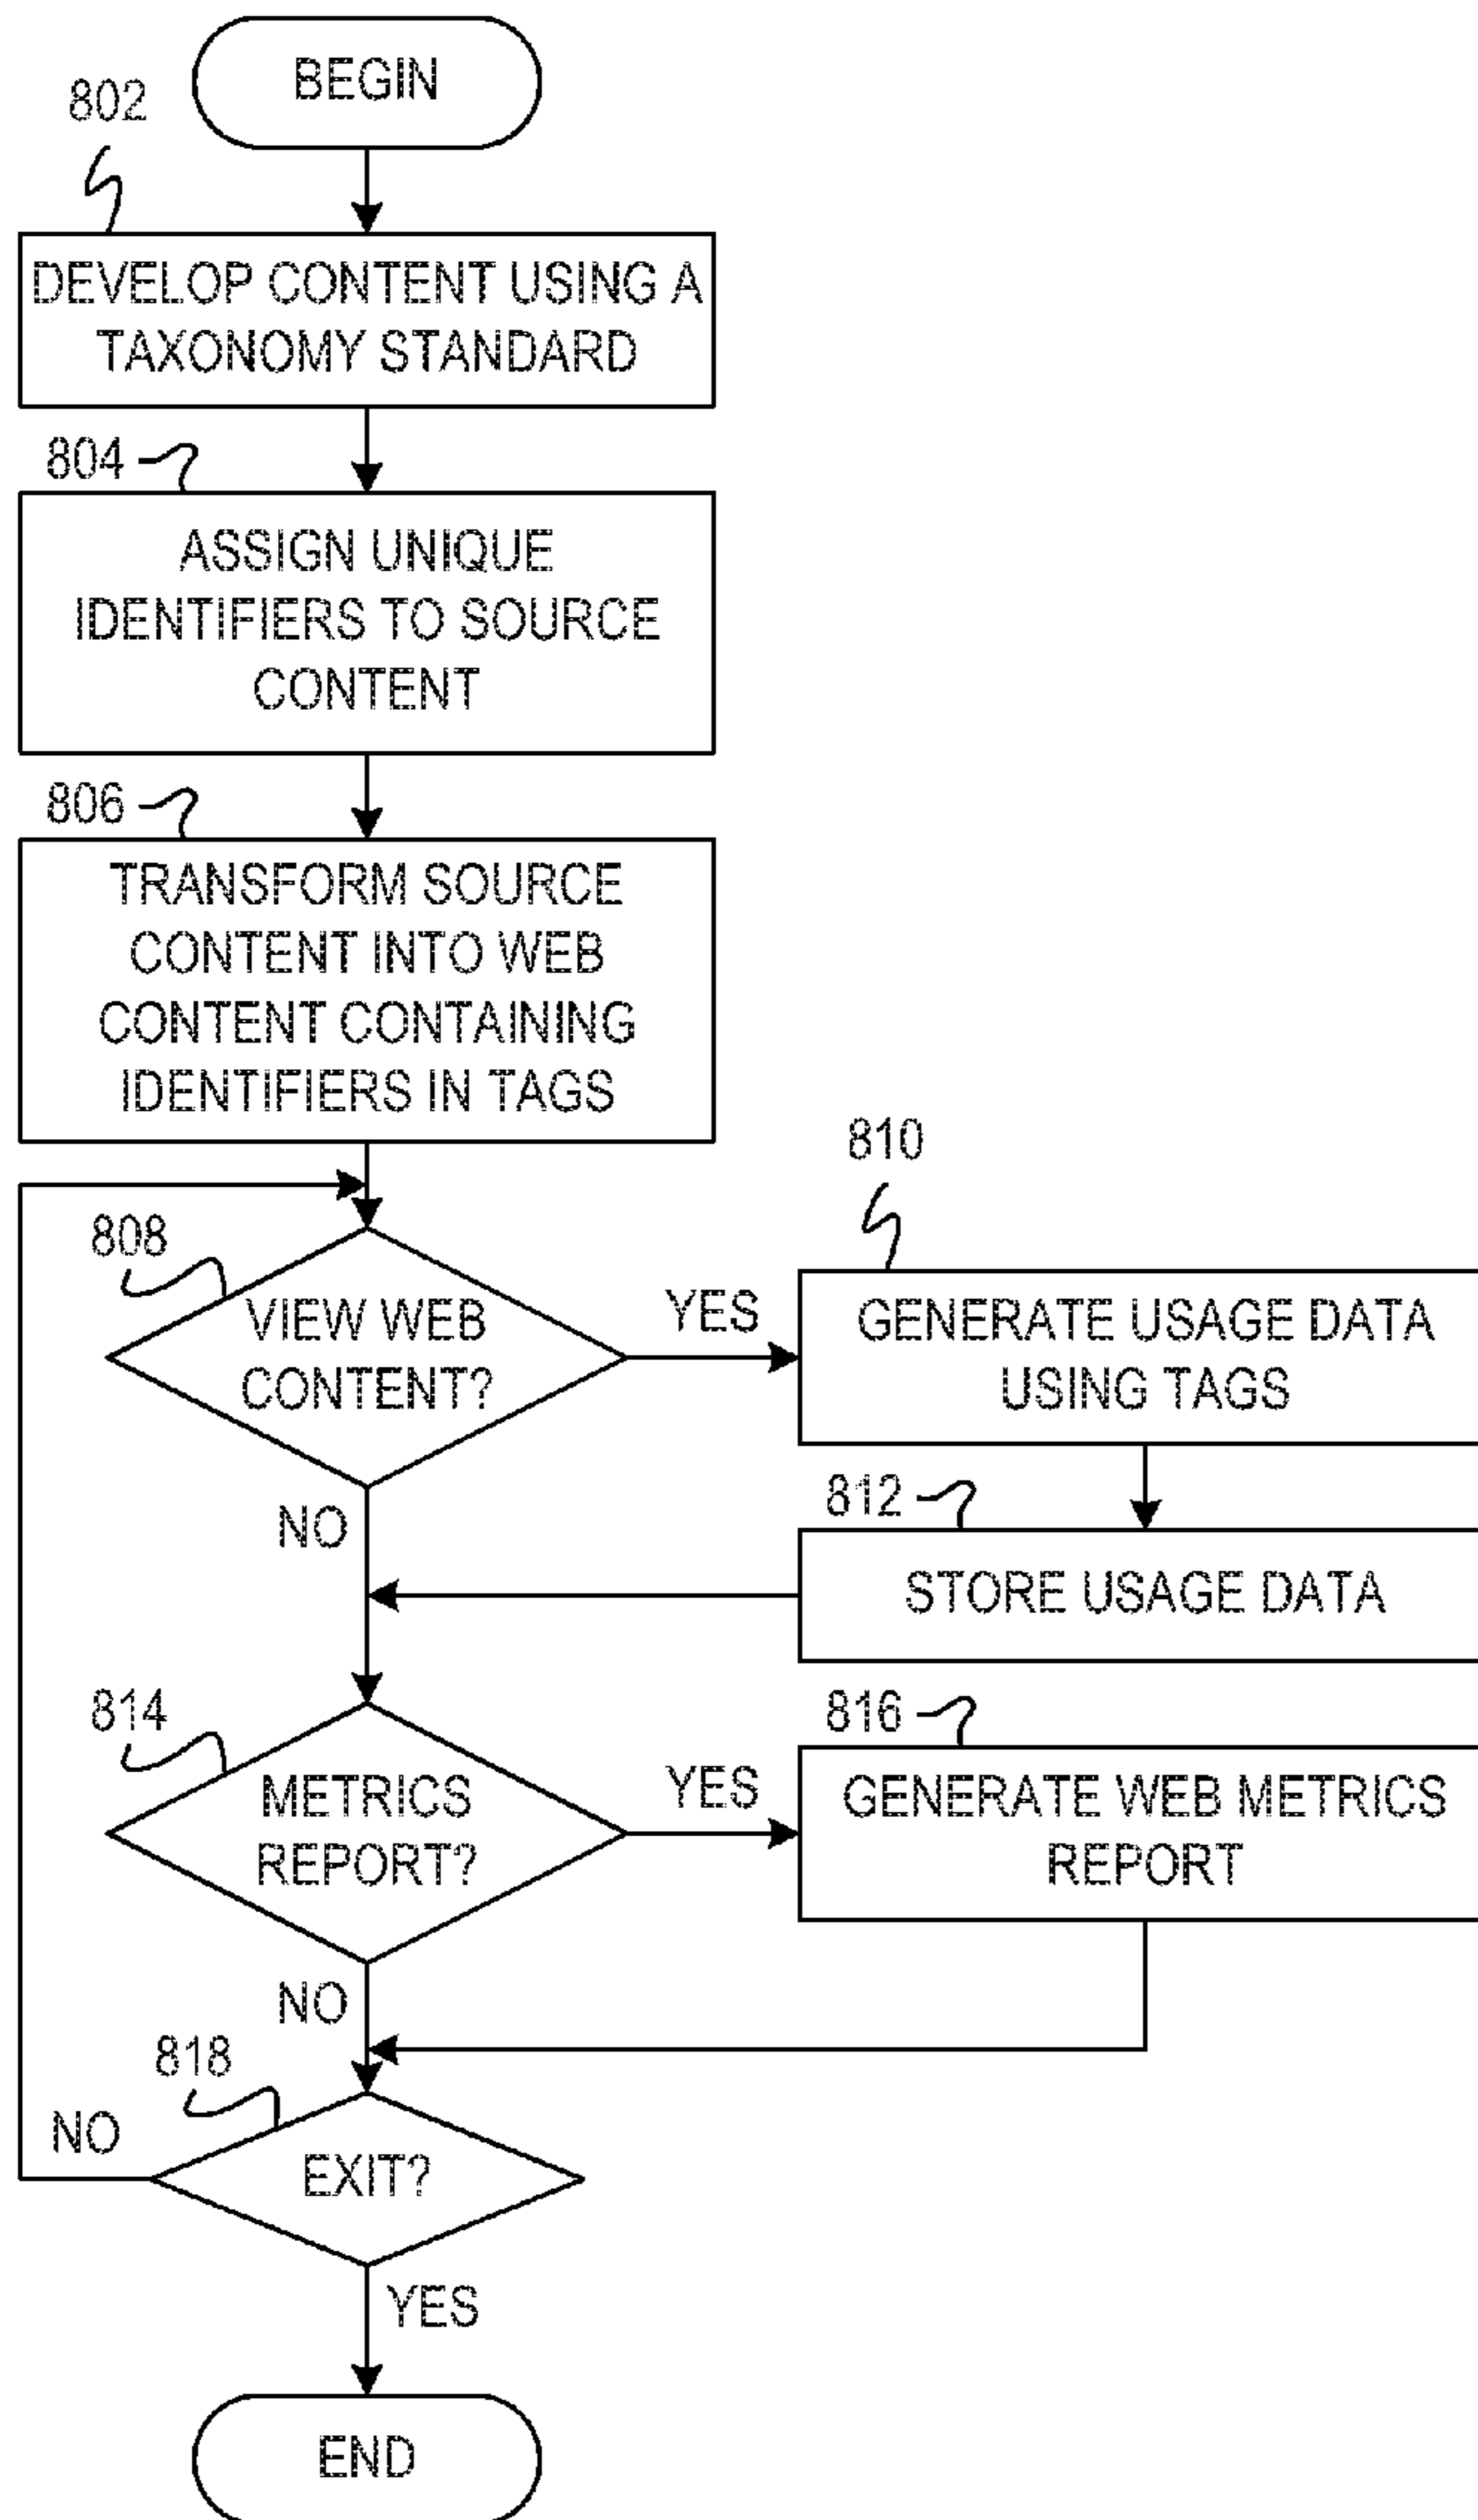 BEGIN
802
DEVELOP CONTENT USING A
TAXONOMY STANDARD
804
ASSIGN UNIQUE
IDENTIFIERS TO SOURCE
CONTENT
806
TRANSFORM SOURCE
CONTENT INTO WEB
CONTENT CONTAINING
IDENTIFIERS IN TAGS
808
VIEW WEB
CONTENT?
YES
NO
810
GENERATE USAGE DATA
USING TAGS
812
STORE USAGE DATA
814
METRICS
REPORT?
YES
NO
816
GENERATE WEB METRICS
REPORT
818
EXIT?
NO
YES
END